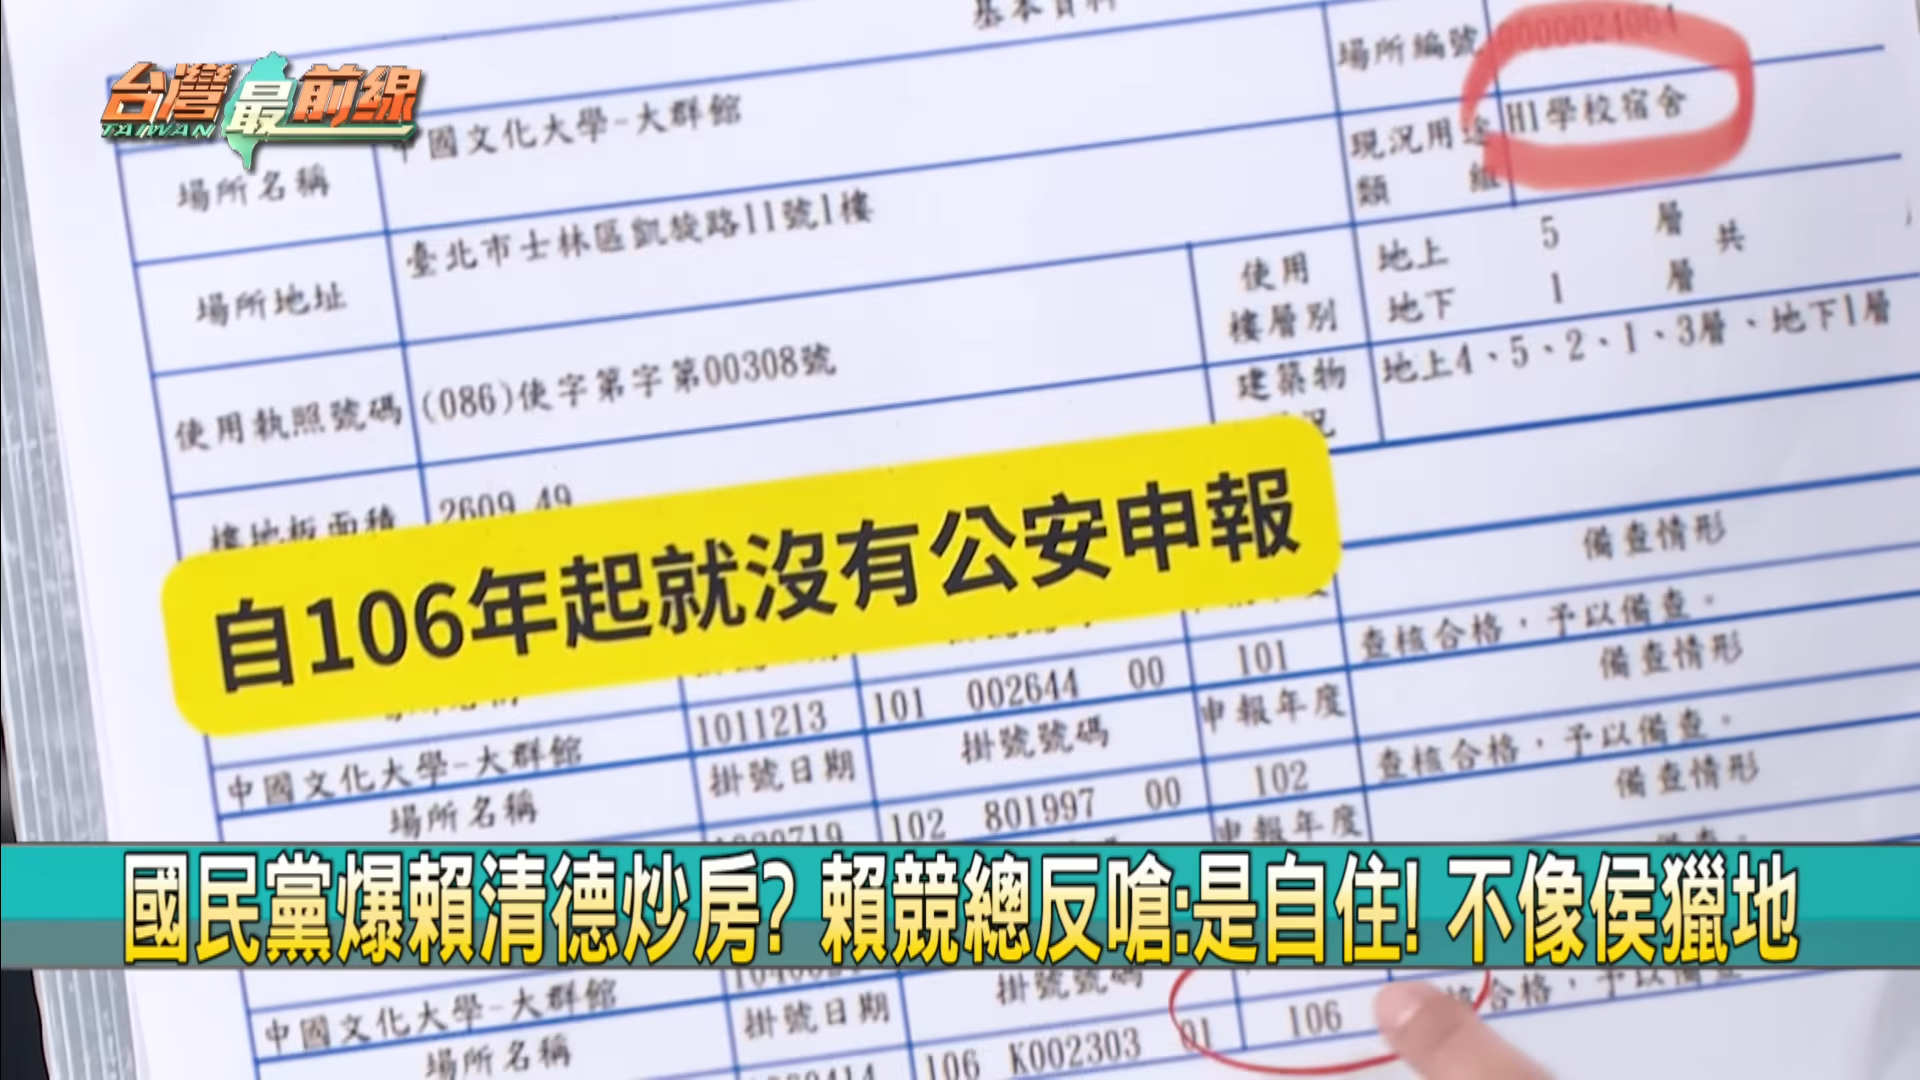 台灣最前線
TAIWAN
基本資料
中國文化大學-大群館
場所編號 0000024064
場所名稱
現況用途類組 H1學校宿舍
場所地址 臺北市士林區凱旋路11號1樓
使用樓層別 地上 5 層 共
地下 1 層
使用執照號碼 (086)使字第字第00308號
建築物 地上4、5、2、1、3層、地下1層
樓地板面積 2609.49
自106年起就沒有公安申報
備查情形
1011213 101 002644 00 101 查核合格，予以備查。
中國文化大學-大群館
場所名稱 掛號日期 掛號號碼 申報年度 備查情形
102 801997 00 102 查核合格，予以備查。
申報年度 備查情形
國民黨爆賴清德炒房? 賴競總反嗆:是自住! 不像侯獵地
中國文化大學-大群館
場所名稱 掛號日期 掛號號碼
106 K002303 01 106 核合格，予以備查